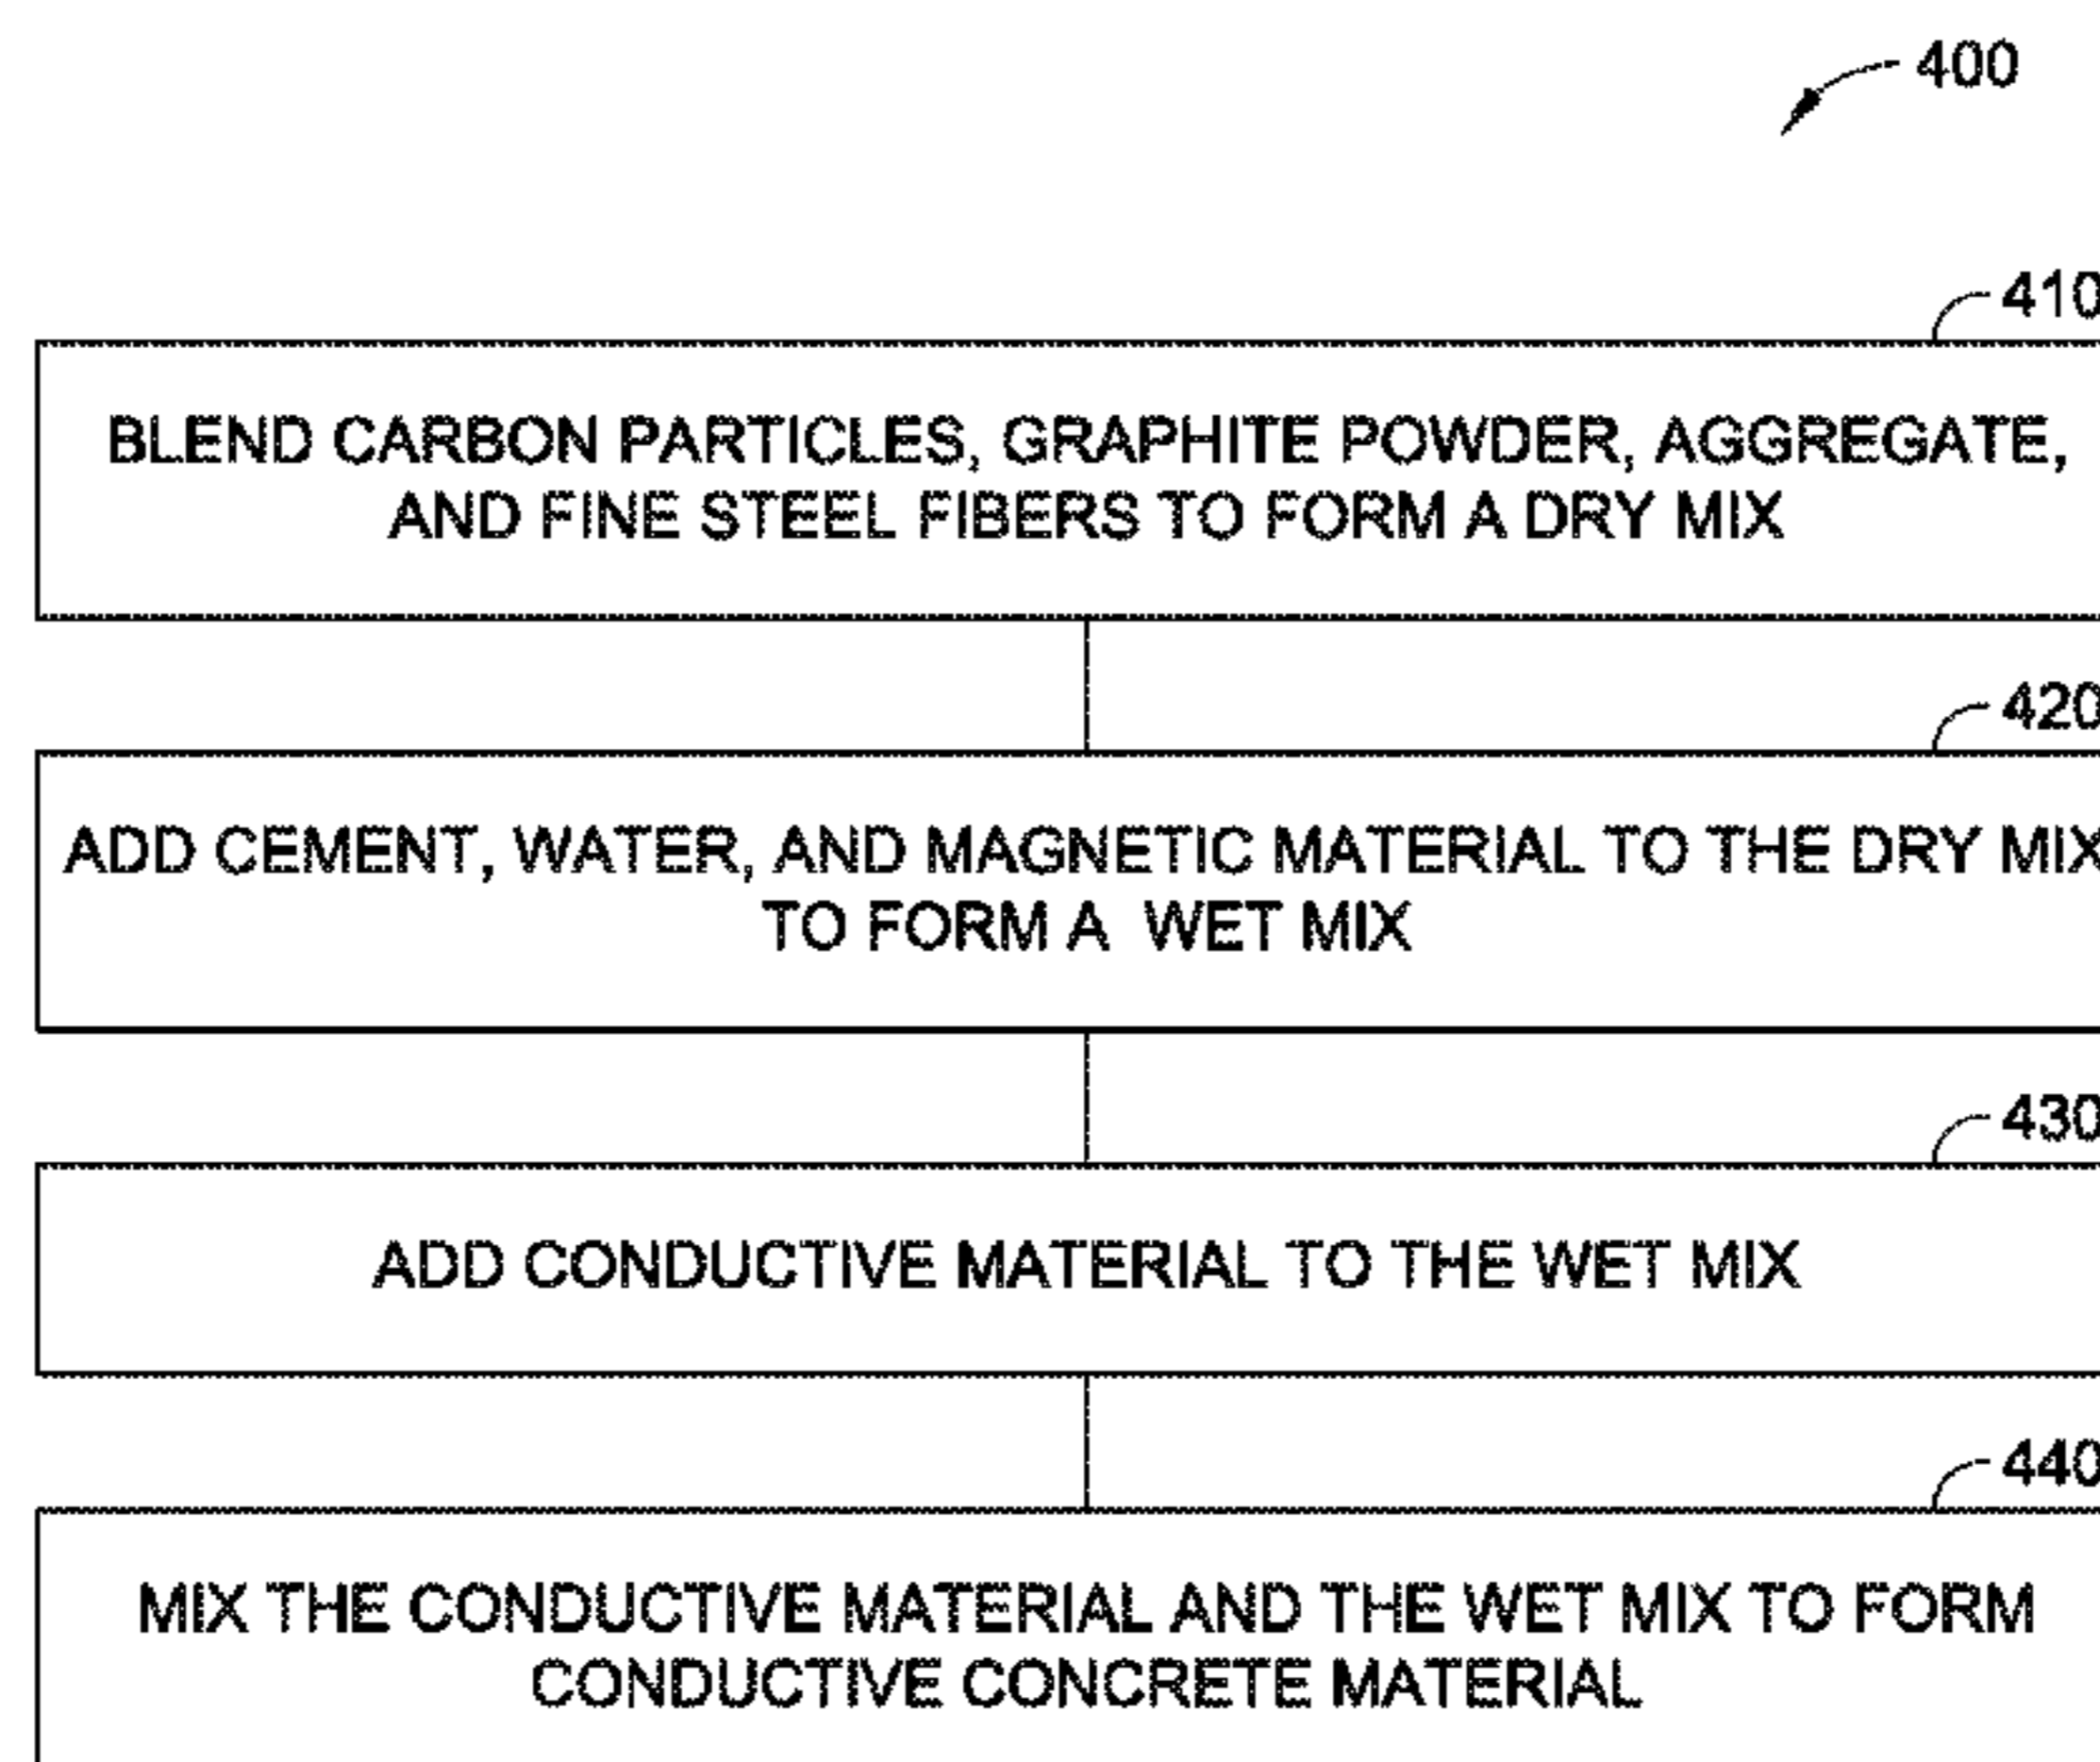 400
410
BLEND CARBON PARTICLES, GRAPHITE POWDER, AGGREGATE,
AND FINE STEEL FIBERS TO FORM A DRY MIX
420
ADD CEMENT, WATER, AND MAGNETIC MATERIAL TO THE DRY MIX
TO FORM A WET MIX
430
ADD CONDUCTIVE MATERIAL TO THE WET MIX
440
MIX THE CONDUCTIVE MATERIAL AND THE WET MIX TO FORM
CONDUCTIVE CONCRETE MATERIAL